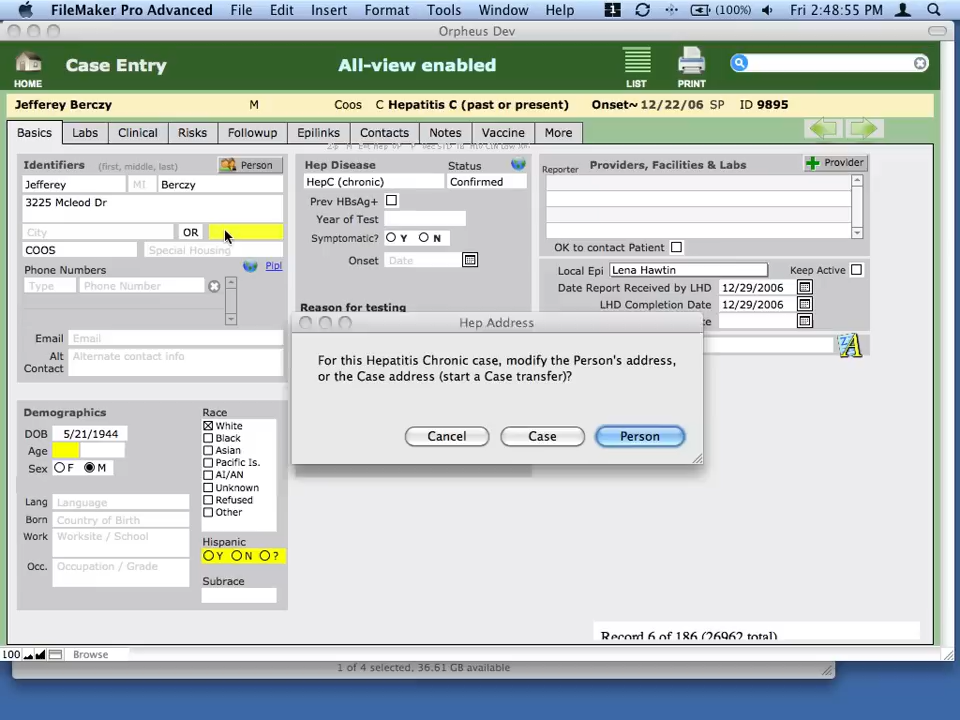 FileMaker Pro Advanced File Edit Insert Format Tools Window Help 1 (100%) Fri 2:48:55 PM
Orpheus Dev
HOME Case Entry All-view enabled LIST PRINT
Jefferey Berczy M Coos C Hepatitis C (past or present) Onset~ 12/22/06 SP ID 9895
Basics Labs Clinical Risks Followup Epilinks Contacts Notes Vaccine More
Identifiers (first, middle, last) Person
Jefferey MI Berczy
3225 Mcleod Dr
City OR
COOS Special Housing
Phone Numbers Pipl
Type Phone Number
Email Email
Alt Contact Alternate contact info
Hep Disease Status
HepC (chronic) Confirmed
Prev HBsAg+
Year of Test
Symptomatic? Y N
Onset Date
Reason for testing
Reporter Providers, Facilities & Labs Provider
OK to contact Patient
Local Epi Lena Hawtin Keep Active
Date Report Received by LHD 12/29/2006
LHD Completion Date 12/29/2006
12/29/2006
Hep Address
For this Hepatitis Chronic case, modify the Person's address,
or the Case address (start a Case transfer)?
Cancel Case Person
Demographics
DOB 5/21/1944
Age
Sex F M
Lang Language
Born Country of Birth
Work Worksite / School
Occ. Occupation / Grade
Race
White
Black
Asian
Pacific Is.
AI/AN
Unknown
Refused
Other
Hispanic
Y N ?
Subrace
Record 6 of 186 (26962 total)
100 Browse
1 of 4 selected, 36.61 GB available